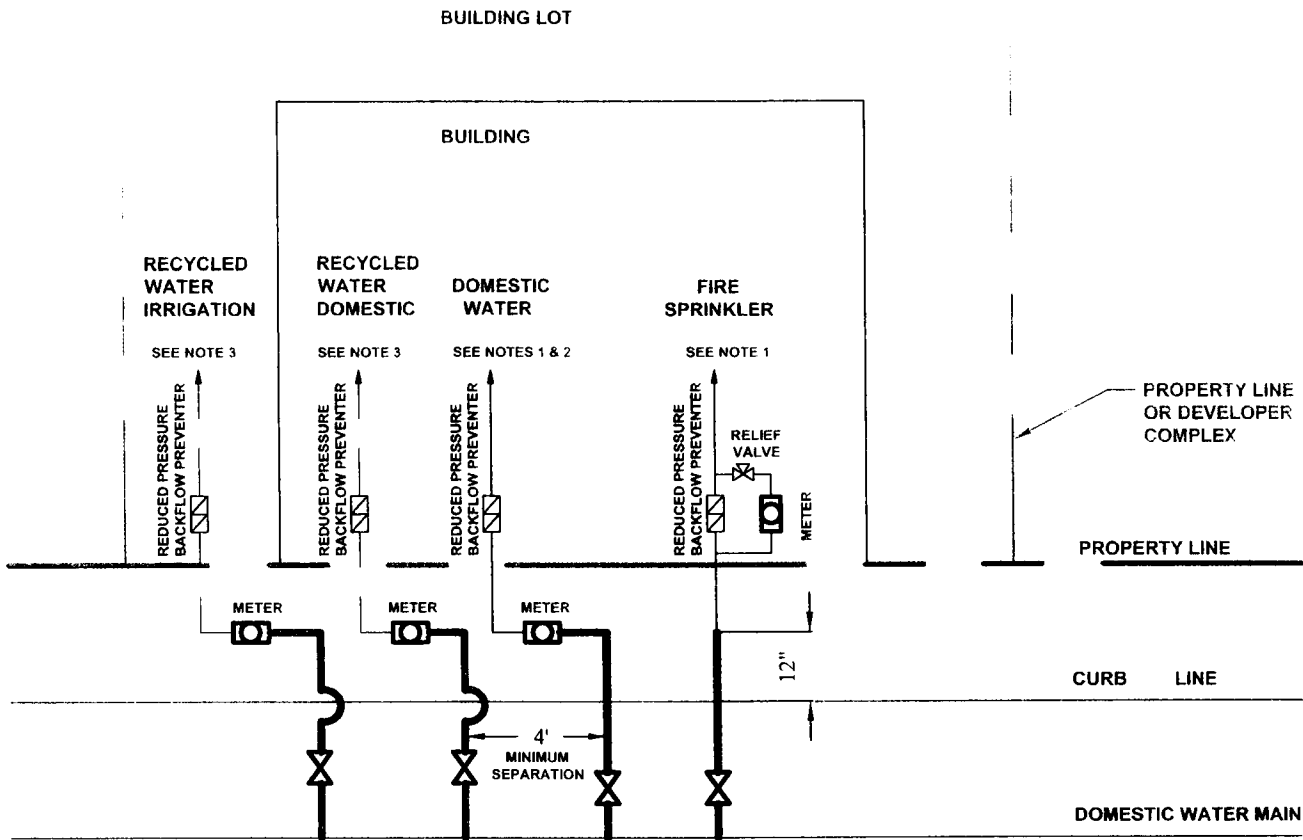 BUILDING LOT
BUILDING
RECYCLED
WATER
IRRIGATION
RECYCLED
WATER
DOMESTIC
DOMESTIC
WATER
FIRE
SPRINKLER
SEE NOTE 3
SEE NOTE 3
SEE NOTES 1 & 2
SEE NOTE 1
REDUCED PRESSURE
BACKFLOW PREVENTER
REDUCED PRESSURE
BACKFLOW PREVENTER
REDUCED PRESSURE
BACKFLOW PREVENTER
REDUCED PRESSURE
BACKFLOW PREVENTER
RELIEF
VALVE
METER
PROPERTY LINE
OR DEVELOPER
COMPLEX
PROPERTY LINE
METER
METER
METER
12"
CURB LINE
4'
MINIMUM
SEPARATION
DOMESTIC WATER MAIN